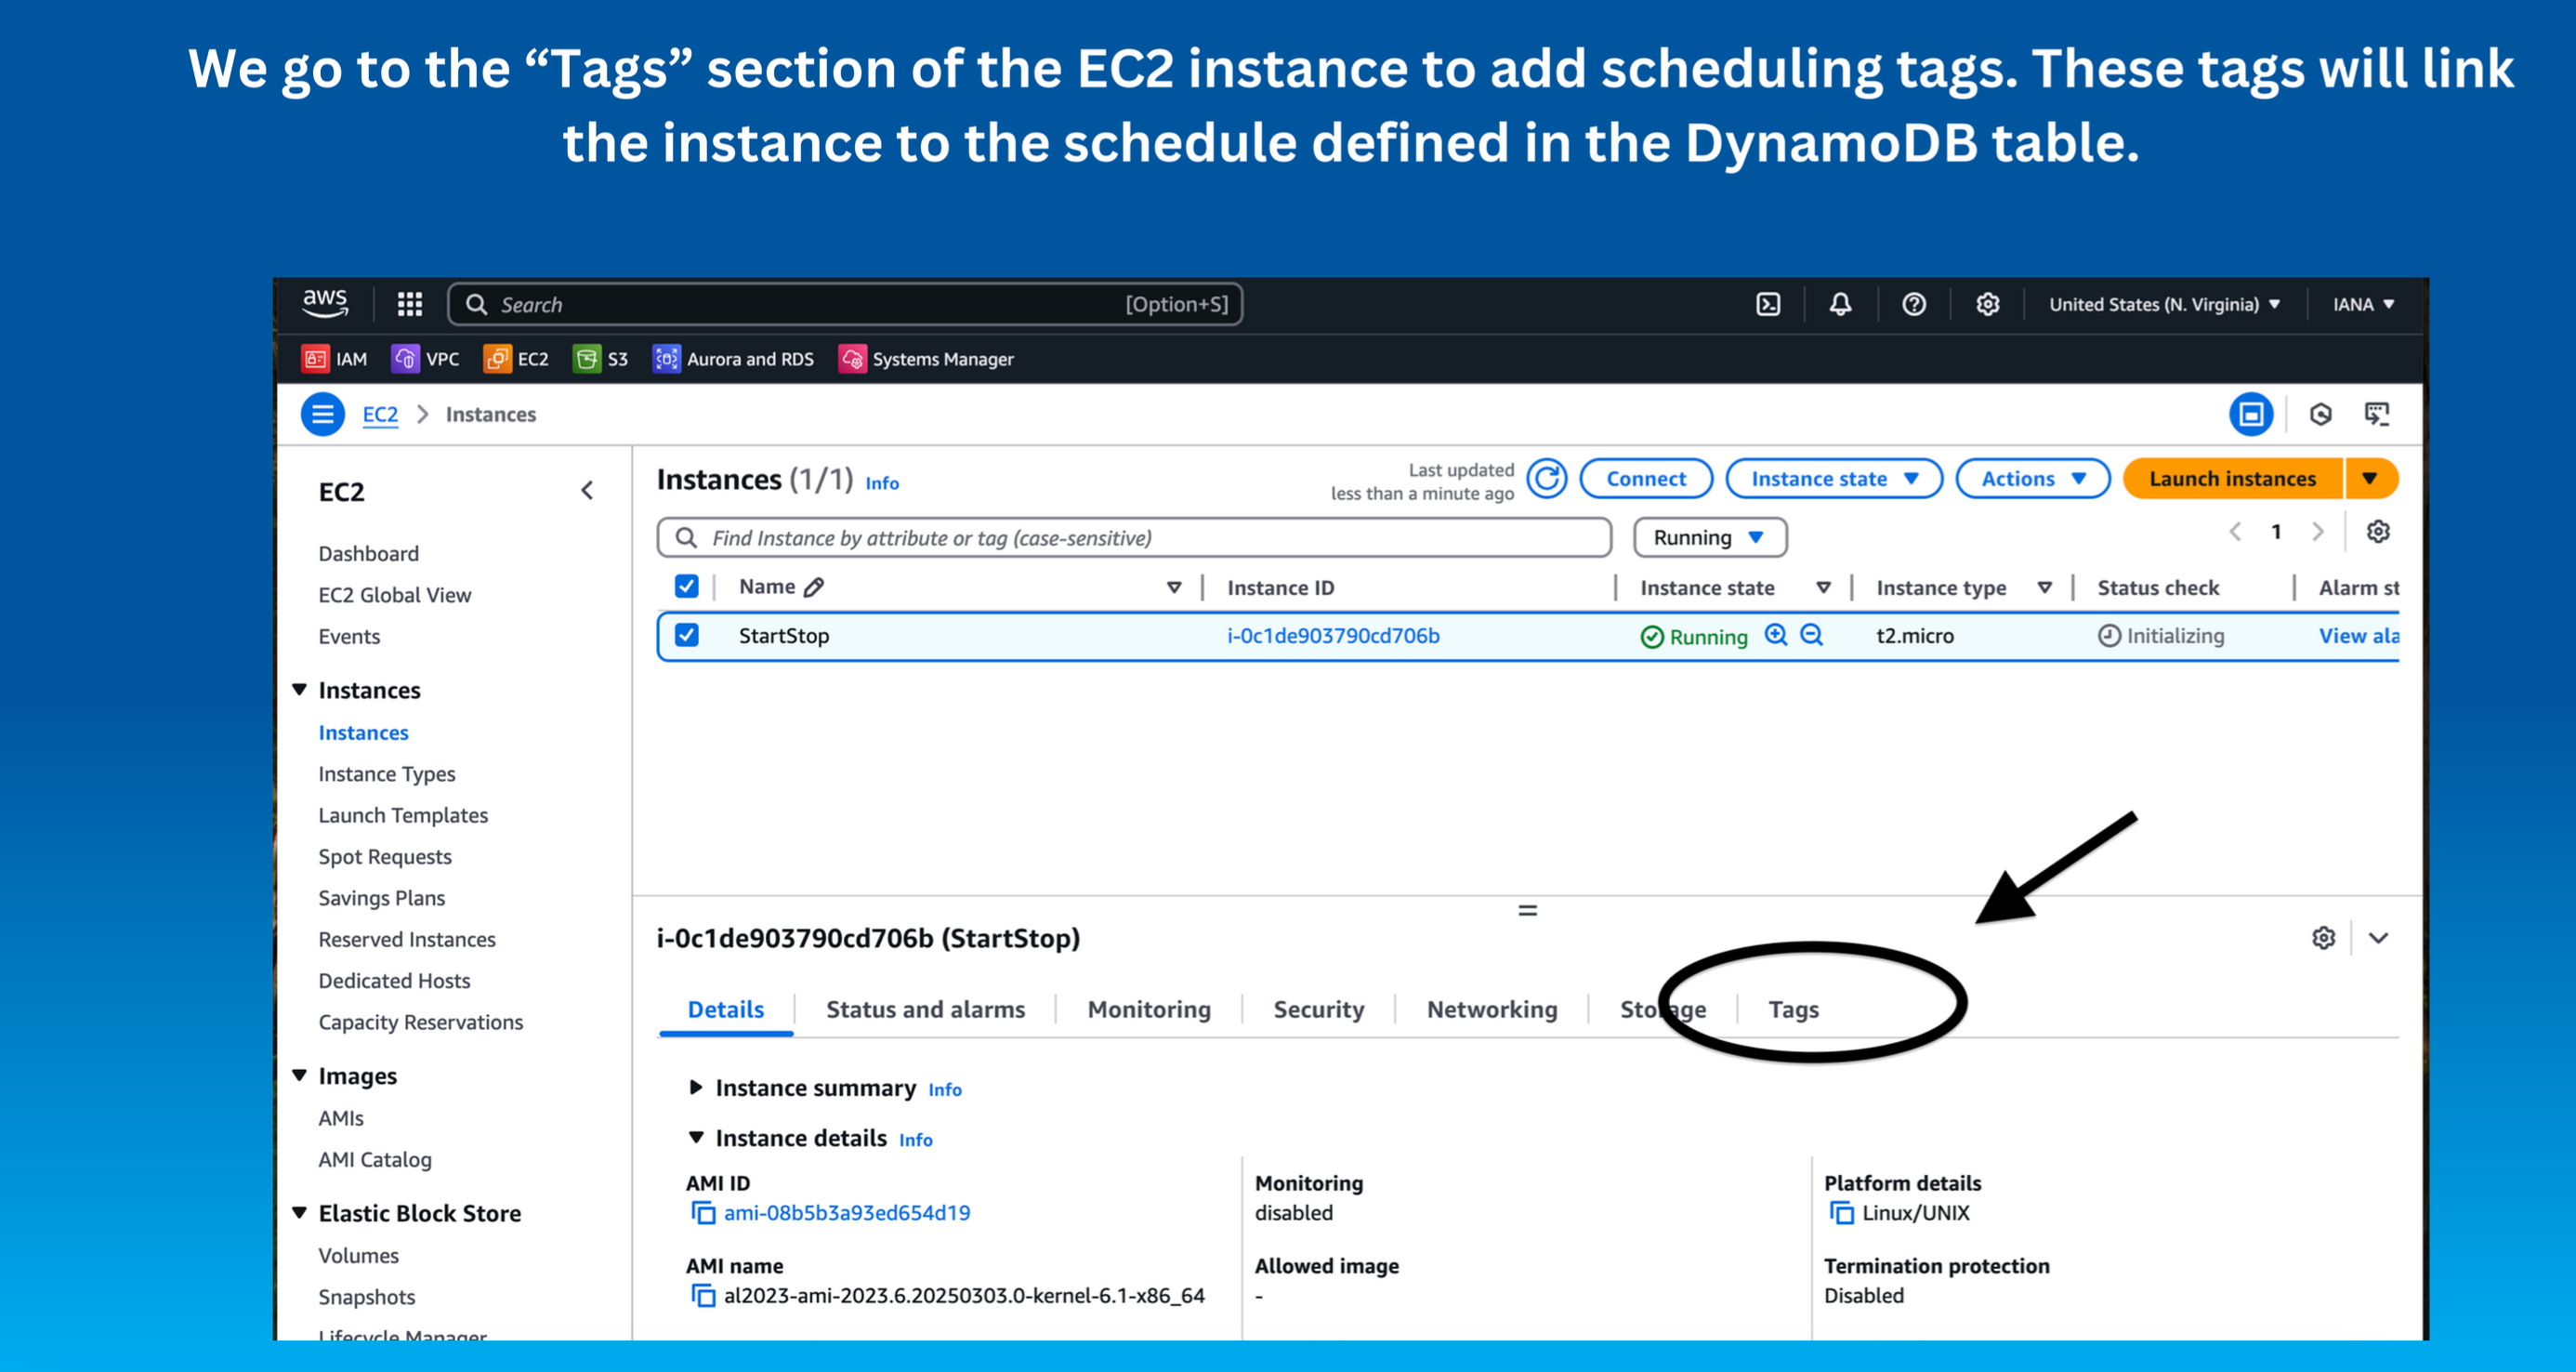 We go to the “Tags” section of the EC2 instance to add scheduling tags. These tags will link
the instance to the schedule defined in the DynamoDB table.
aws
Search [Option+S]
United States (N. Virginia)
IANA
IAM VPC EC2 S3 Aurora and RDS Systems Manager
EC2 > Instances
EC2
Dashboard
EC2 Global View
Events
Instances
Instances
Instance Types
Launch Templates
Spot Requests
Savings Plans
Reserved Instances
Dedicated Hosts
Capacity Reservations
Images
AMIs
AMI Catalog
Elastic Block Store
Volumes
Snapshots
Lifecycle Manager
Instances (1/1) Info
Last updated
less than a minute ago
Connect
Instance state
Actions
Launch instances
Find Instance by attribute or tag (case-sensitive)
Running
1
Name Instance ID Instance state Instance type Status check Alarm st
StartStop i-0c1de903790cd706b Running t2.micro Initializing View ala
i-0c1de903790cd706b (StartStop)
Details Status and alarms Monitoring Security Networking Storage Tags
Instance summary Info
Instance details Info
AMI ID
ami-08b5b3a93ed654d19
Monitoring
disabled
Platform details
Linux/UNIX
AMI name
al2023-ami-2023.6.20250303.0-kernel-6.1-x86_64
Allowed image
-
Termination protection
Disabled